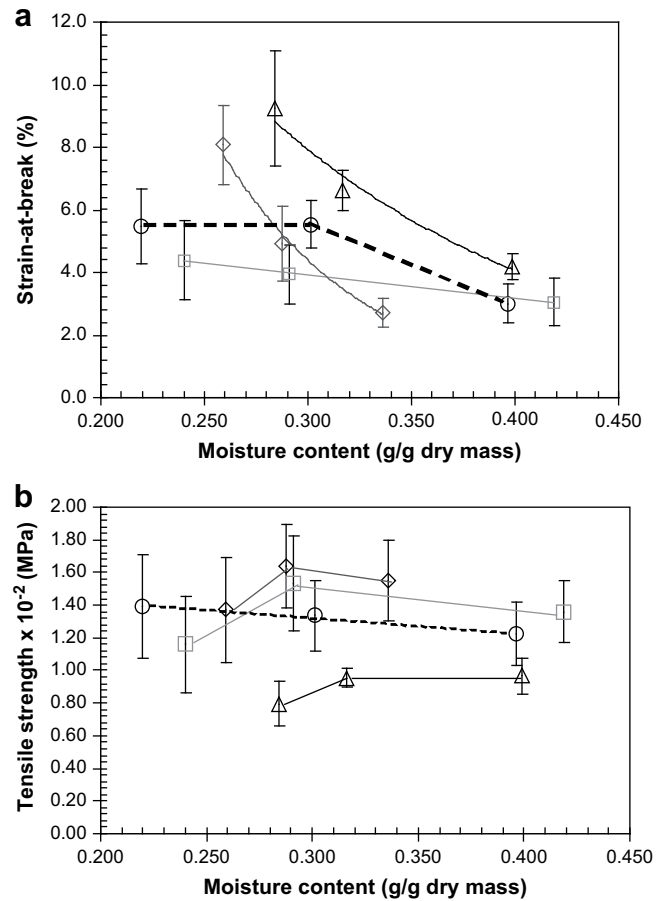 a
12.0
10.0
8.0
6.0
4.0
2.0
0.0
Strain-at-break (%)
0.200 0.250 0.300 0.350 0.400 0.450
Moisture content (g/g dry mass)
b
2.00
1.80
1.60
1.40
1.20
1.00
0.80
0.60
0.40
0.20
0.00
Tensile strength x 10-2 (MPa)
0.200 0.250 0.300 0.350 0.400 0.450
Moisture content (g/g dry mass)